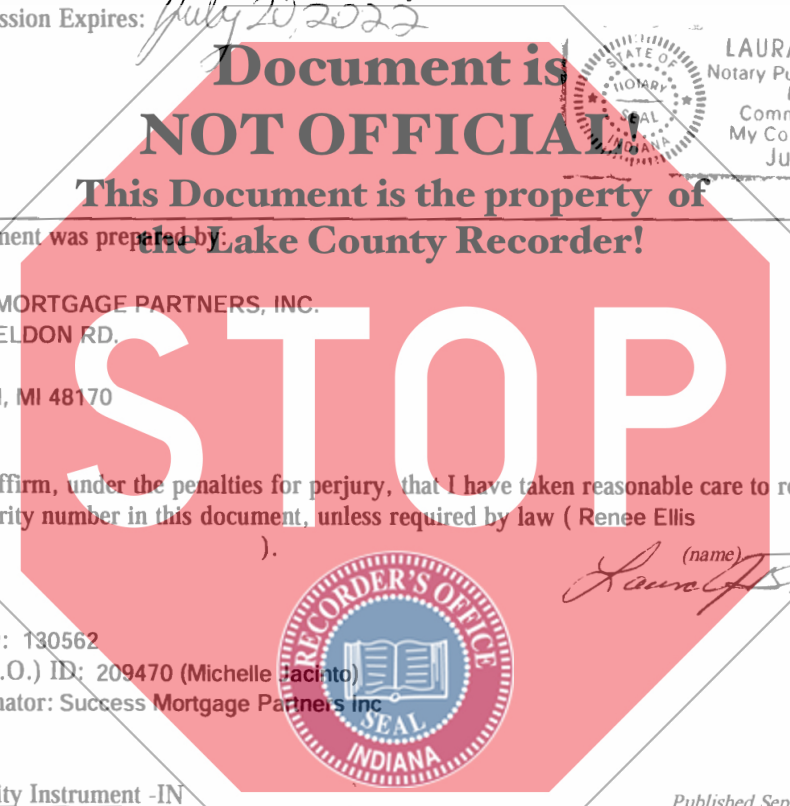 ssion Expires: July 20, 2022
Document is
NOT OFFICIAL!
This Document is the property of
the Lake County Recorder!
STATE OF
NOTARY
SEAL
INDIANA
LAURA
Notary Pu
Comm
My Co
Ju
ment was prepared by:
MORTGAGE PARTNERS, INC.
ELDON RD.
, MI 48170
STOP
ffirm, under the penalties for perjury, that I have taken reasonable care to re
rity number in this document, unless required by law ( Renee Ellis
).
(name)
Laura
RECORDER'S OFFICE
SEAL
INDIANA
: 130562
.O.) ID: 209470 (Michelle Jacinto)
nator: Success Mortgage Partners Inc
ity Instrument -IN
Published Sep